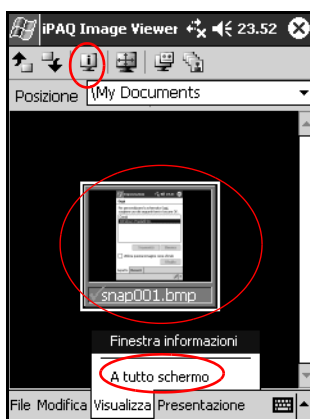 iPAQ Image Viewer 23.52
Posizione \My Documents
snap001.bmp
Finestra informazioni
A tutto schermo
File Modifica Visualizza Presentazione